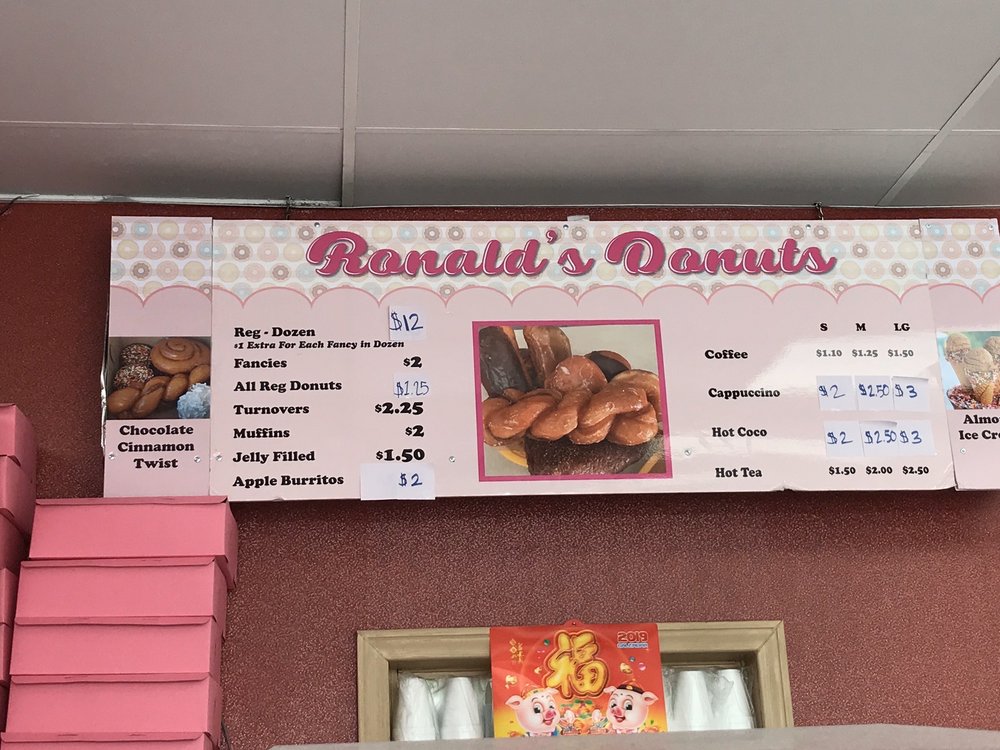 Ronald's Donuts
Reg - Dozen $12
$1 Extra For Each Fancy in Dozen
Fancies $2
All Reg Donuts $1.25
Turnovers $2.25
Muffins $2
Jelly Filled $1.50
Apple Burritos $2
S M LG
Coffee $1.10 $1.25 $1.50
Cappuccino $2 $2.50 $3
Hot Coco $2 $2.50 $3
Hot Tea $1.50 $2.00 $2.50
Chocolate
Cinnamon
Twist
Almo
Ice Cre
2019
福